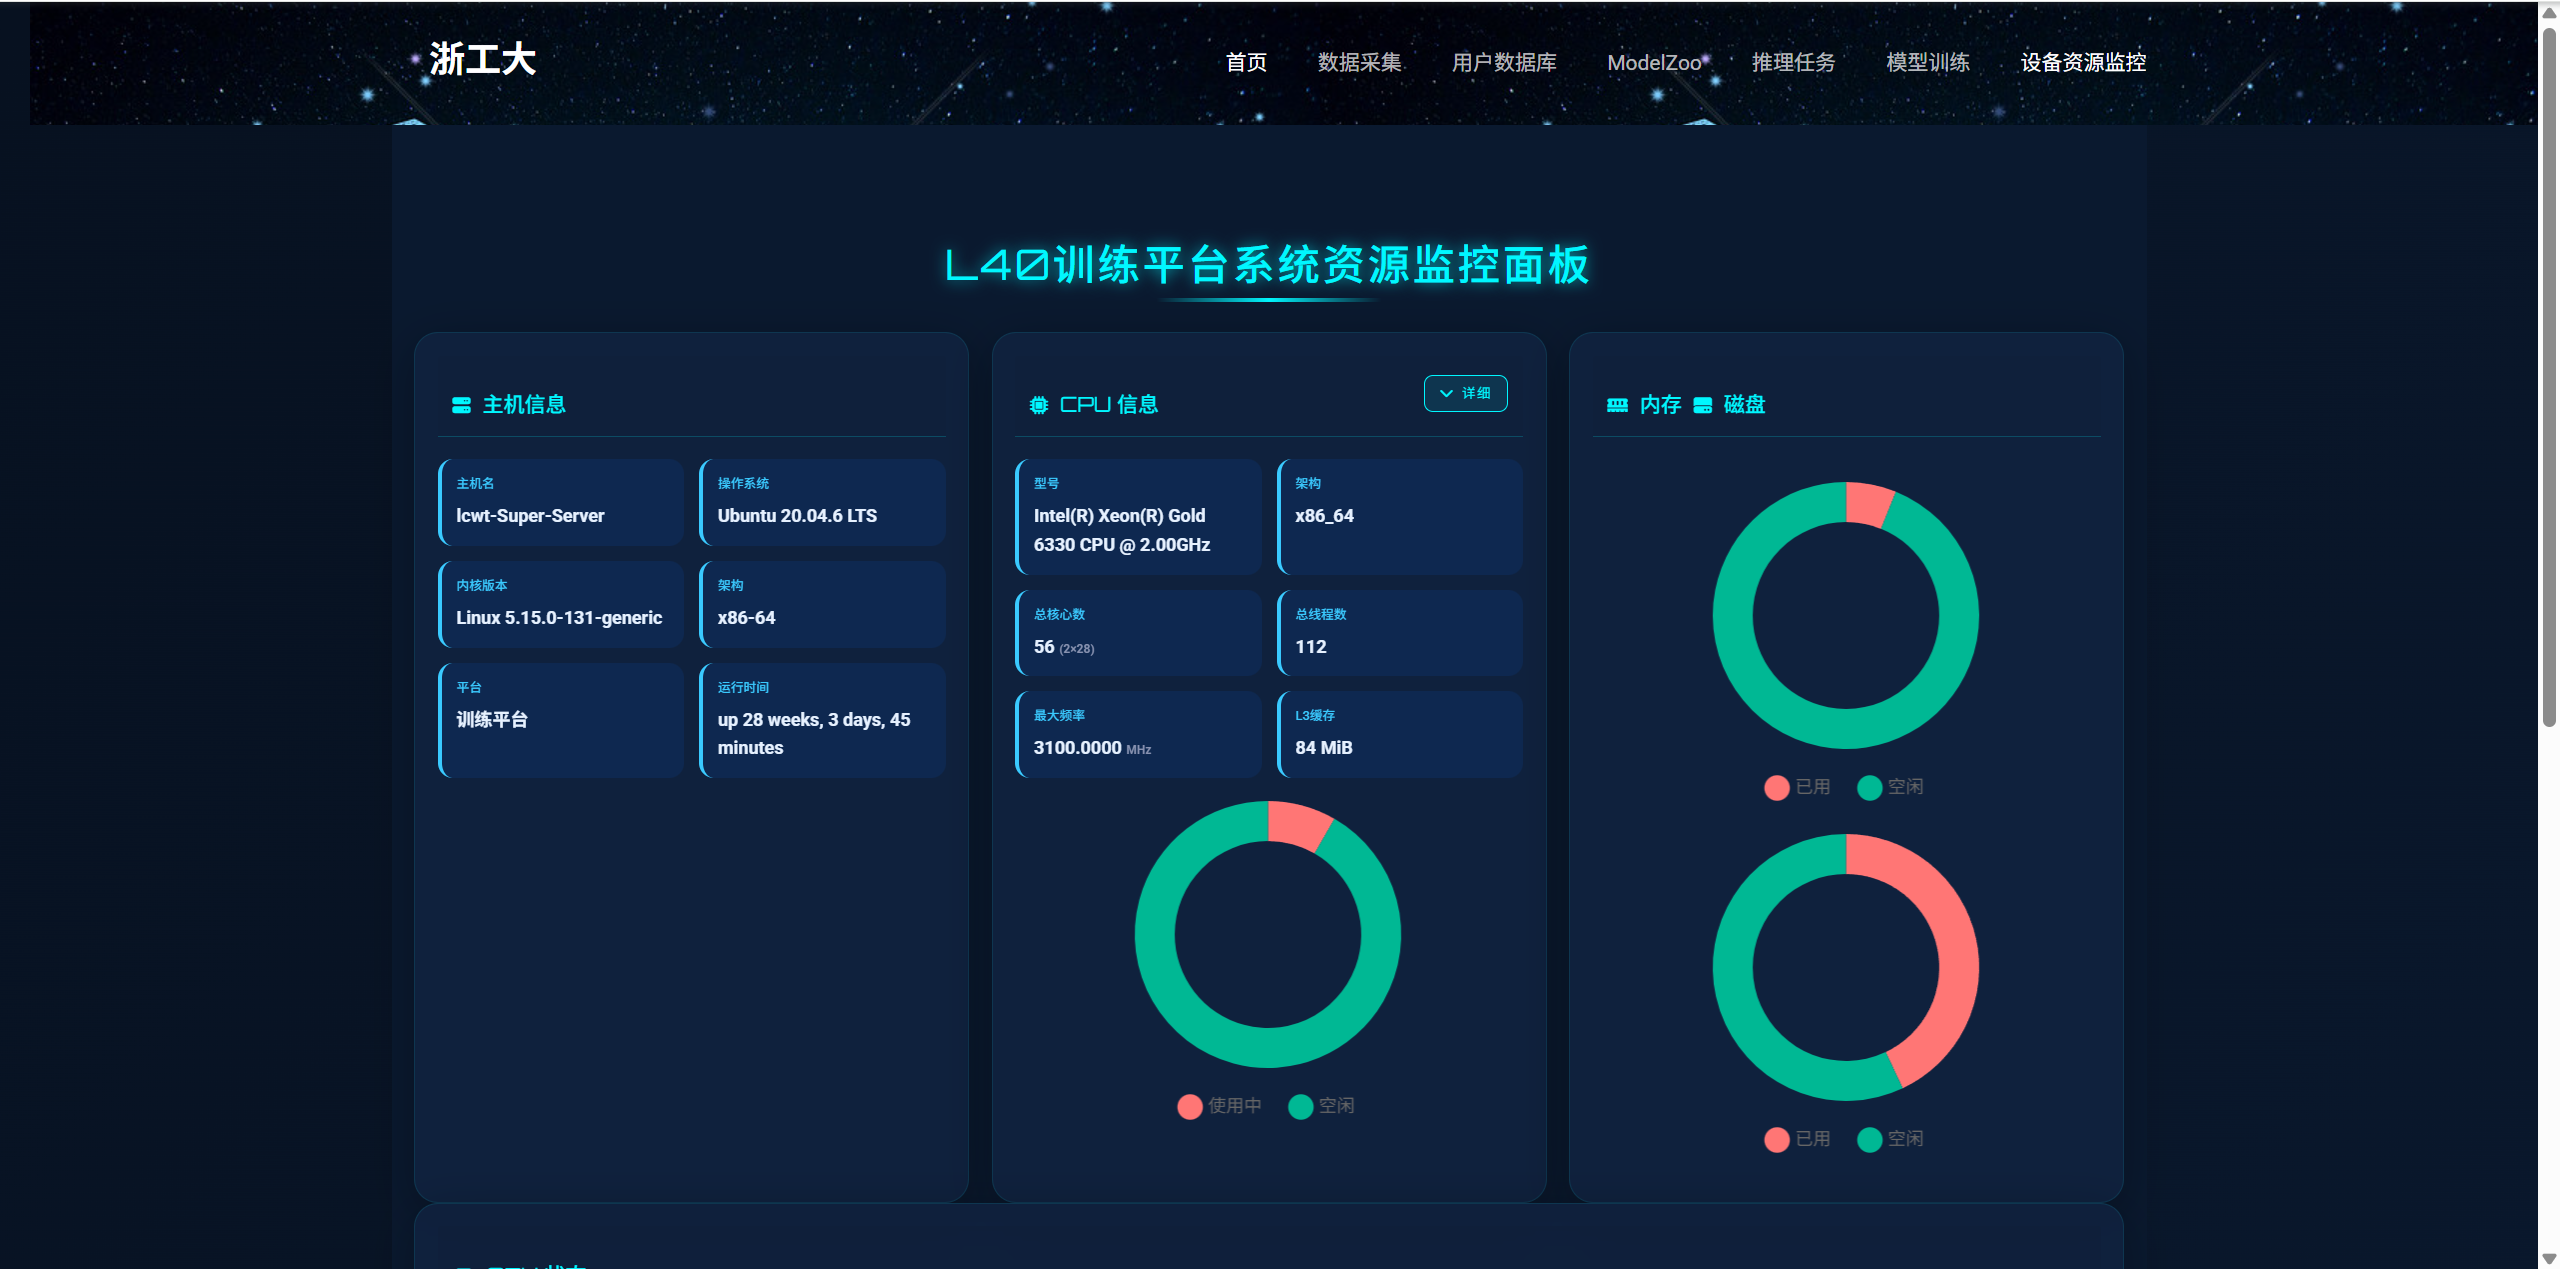 浙工大
首页
数据采集
用户数据库
ModelZoo
推理任务
模型训练
设备资源监控
L40训练平台系统资源监控面板
主机信息
主机名
lcwt-Super-Server
操作系统
Ubuntu 20.04.6 LTS
内核版本
Linux 5.15.0-131-generic
架构
x86-64
平台
训练平台
运行时间
up 28 weeks, 3 days, 45
minutes
CPU 信息
详细
型号
Intel(R) Xeon(R) Gold
6330 CPU @ 2.00GHz
架构
x86_64
总核心数
56 (2×28)
总线程数
112
最大频率
3100.0000 MHz
L3缓存
84 MiB
使用中
空闲
内存 磁盘
已用
空闲
已用
空闲